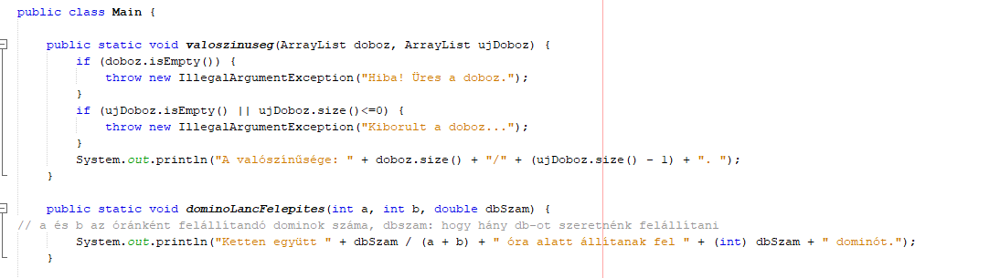 public class Main {
public static void valoszinuseg(ArrayList doboz, ArrayList ujDoboz) {
if (doboz.isEmpty()) {
throw new IllegalArgumentException("Hiba! Üres a doboz.");
}
if (ujDoboz.isEmpty() || ujDoboz.size()<=0) {
throw new IllegalArgumentException("Kiborult a doboz...");
}
System.out.println("A valószínűsége: " + doboz.size() + "/" + (ujDoboz.size() - 1) + ". ");
}
public static void dominoLancFelepites(int a, int b, double dbSzam) {
// a és b az óránként felállítandó dominok száma, dbszam: hogy hány db-ot szeretnénk felállítani
System.out.println("Ketten együtt " + dbSzam / (a + b) + " óra alatt állítanak fel " + (int) dbSzam + " dominót.");
}